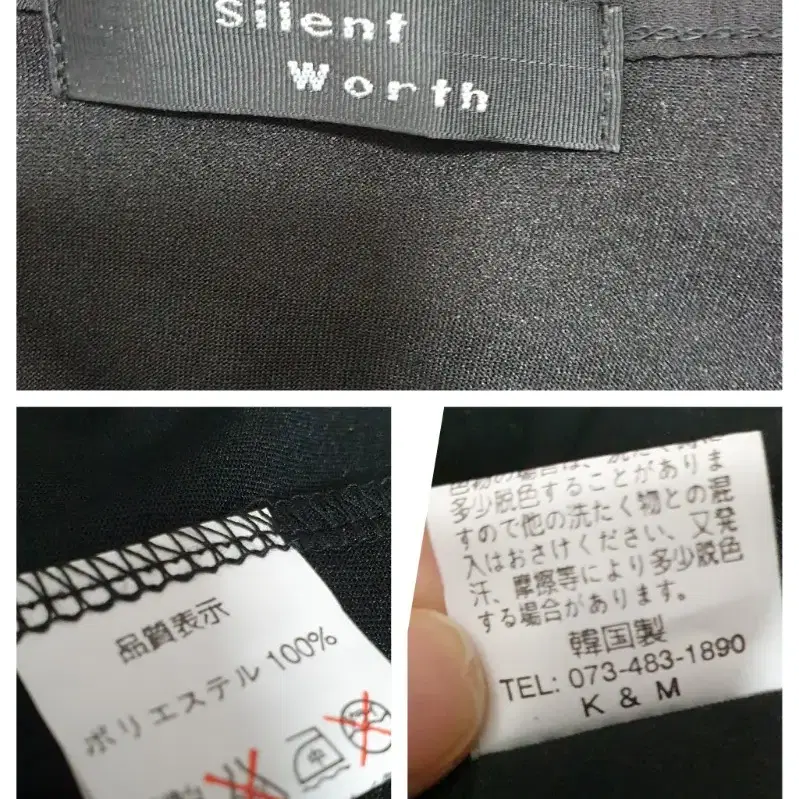 Silent
Worth
品質表示
ポリエステル 100%
中
多少脱色することがありま
すので他の洗たく物との混
入はおさけください、又発
汗、摩擦等により多少脱色
する場合があります。
韓国製
TEL: 073-483-1890
K & M